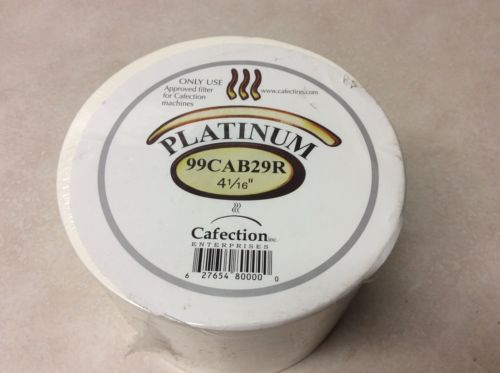 ONLY USE
Approved filter
for Cafection
machines
www.cafection.com
PLATINUM
99CAB29R
4 1/16"
Cafection inc.
ENTERPRISES
6 27654 80000 0